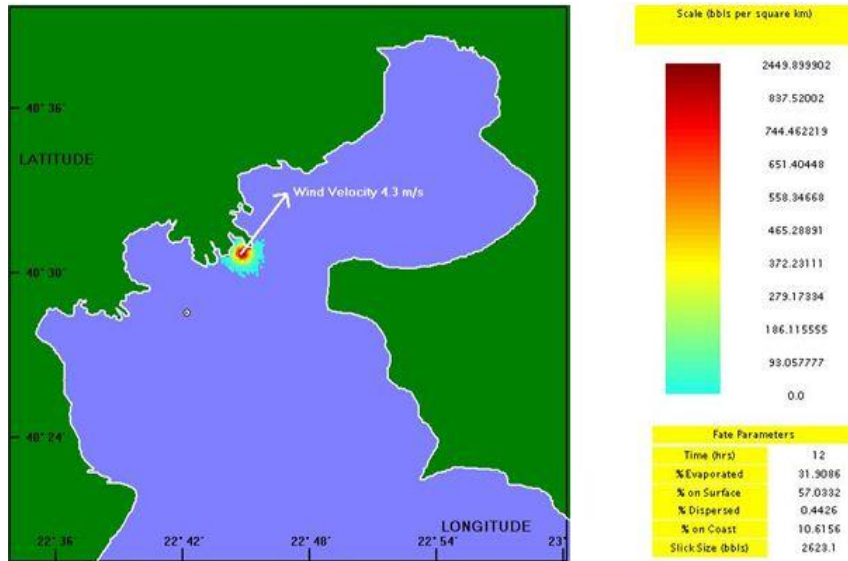 Scale (bbls per square km)
2449.899902
837.52002
744.462219
651.40448
558.34668
465.28891
372.23111
279.17334
186.115555
93.057777
0.0
40° 36'
LATITUDE
Wind Velocity 4.3 m/s
40° 30'
40° 24'
LONGITUDE
22° 36' 22° 42' 22° 48' 22° 54' 23°
Fate Parameters
Time (hrs) 12
% Evaporated 31.9086
% on Surface 57.0332
% Dispersed 0.4426
% on Coast 10.6156
Slick Size (bbls) 2623.1